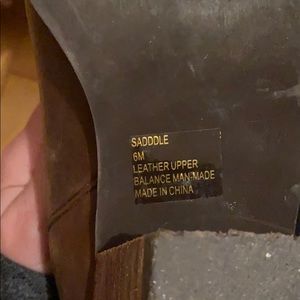 SADDDLE
6M
LEATHER UPPER
BALANCE MAN-MADE
MADE IN CHINA